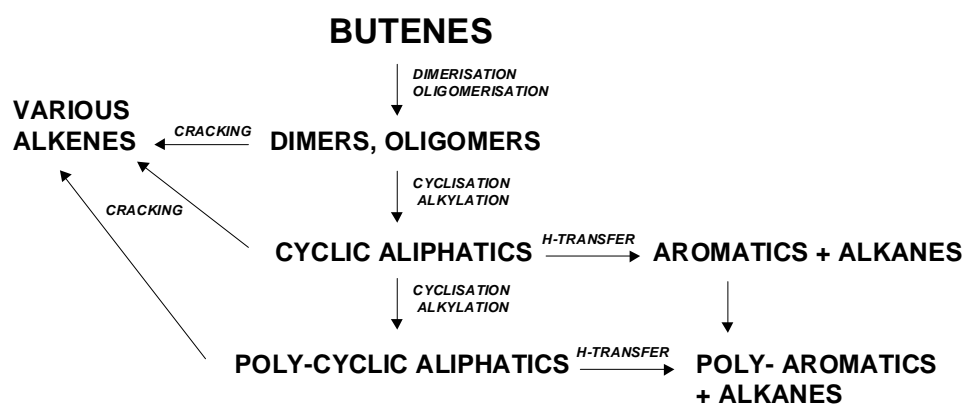 BUTENES
DIMERISATION
OLIGOMERISATION
VARIOUS
ALKENES
CRACKING
DIMERS, OLIGOMERS
CYCLISATION
ALKYLATION
CRACKING
CYCLIC ALIPHATICS
H-TRANSFER
AROMATICS + ALKANES
CYCLISATION
ALKYLATION
POLY-CYCLIC ALIPHATICS
H-TRANSFER
POLY- AROMATICS
+ ALKANES